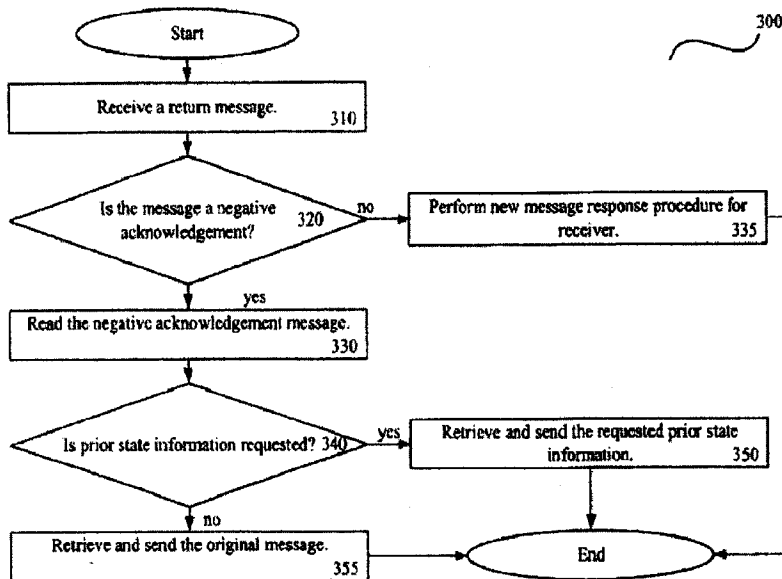 300
Start
Receive a return message.
310
Is the message a negative
acknowledgement?
320
no
Perform new message response procedure for
receiver.
335
yes
Read the negative acknowledgement message.
330
Is prior state information requested? 340
yes
Retrieve and send the requested prior state
information.
350
no
Retrieve and send the original message.
355
End